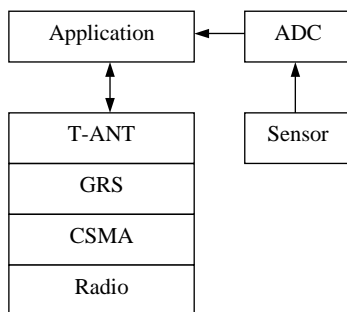 Application
ADC
T-ANT
Sensor
GRS
CSMA
Radio